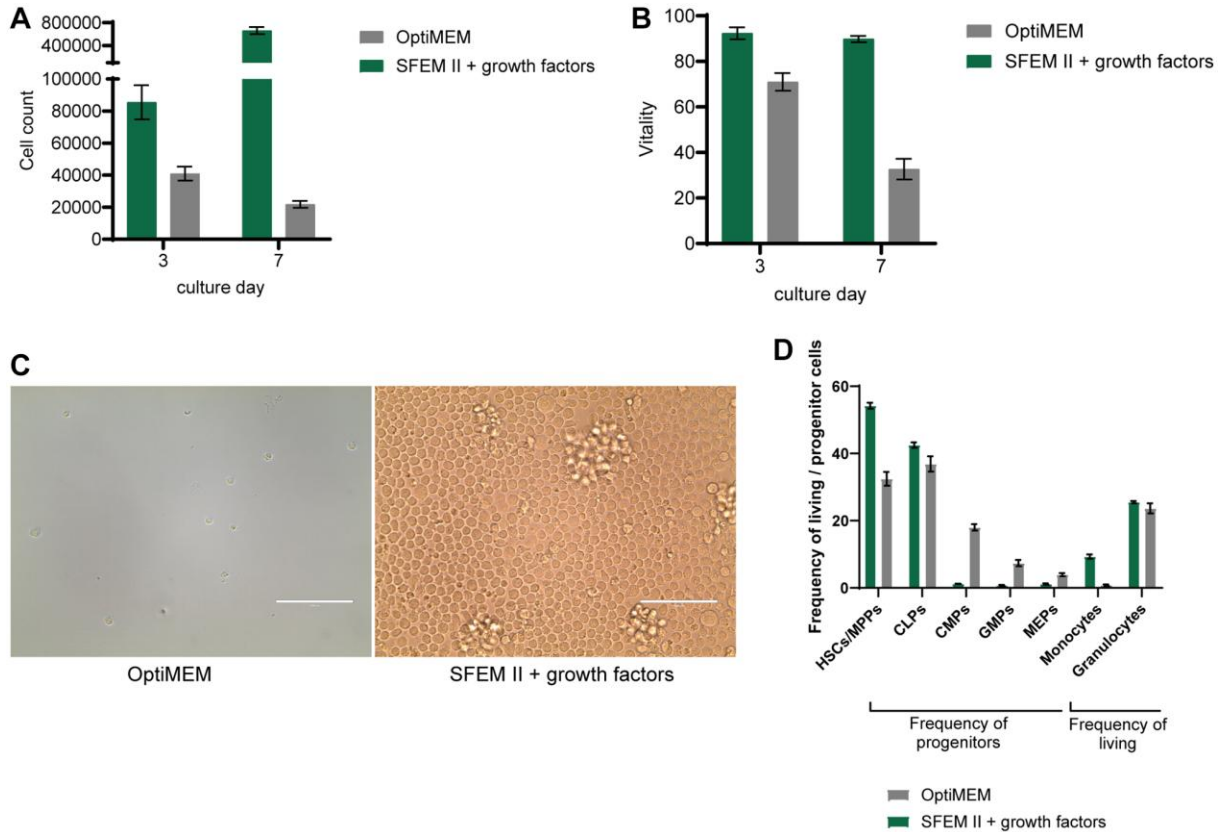 A
800000
400000
100000
80000
60000
40000
20000
0
Cell count
3
7
culture day
OptiMEM
SFEM II + growth factors
B
100
80
60
40
20
0
Vitality
3
7
culture day
OptiMEM
SFEM II + growth factors
C
OptiMEM
SFEM II + growth factors
D
Frequency of living / progenitor cells
60
40
20
0
HSCs/MPPs
CLPs
CMPs
GMPs
MEPs
Monocytes
Granulocytes
Frequency of
progenitors
Frequency of
living
OptiMEM
SFEM II + growth factors